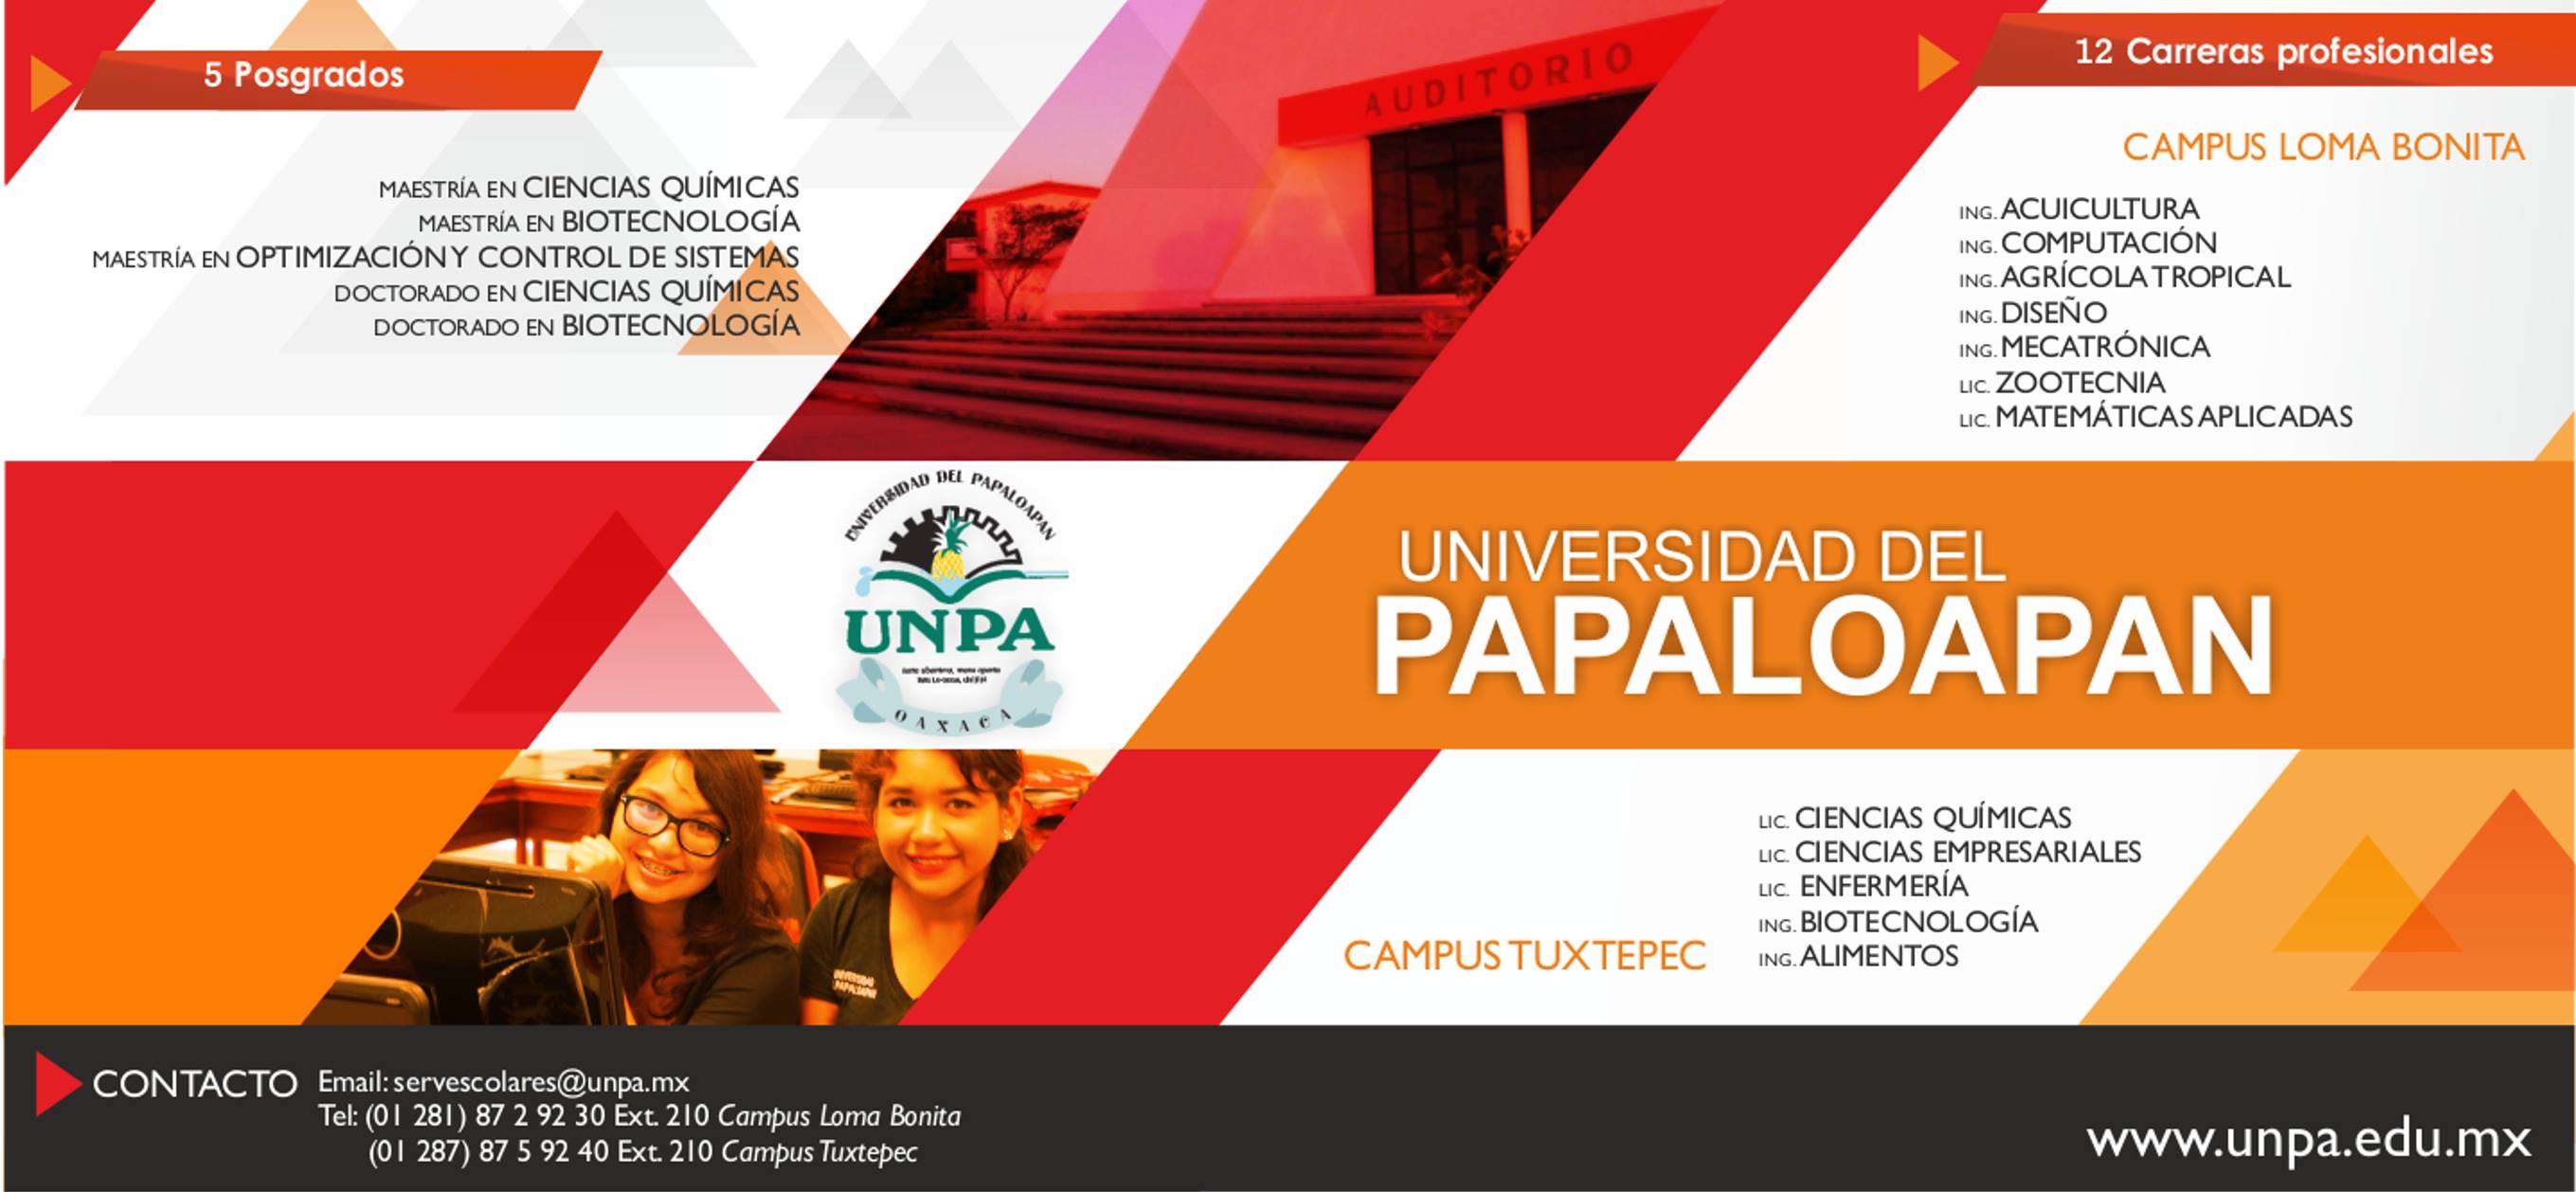 5 Posgrados
MAESTRÍA EN CIENCIAS QUÍMICAS
MAESTRÍA EN BIOTECNOLOGÍA
MAESTRÍA EN OPTIMIZACIÓN Y CONTROL DE SISTEMAS
DOCTORADO EN CIENCIAS QUÍMICAS
DOCTORADO EN BIOTECNOLOGÍA
AUDITORIO
12 Carreras profesionales
CAMPUS LOMA BONITA
ING. ACUICULTURA
ING. COMPUTACIÓN
ING. AGRÍCOLA TROPICAL
ING. DISEÑO
ING. MECATRÓNICA
LIC. ZOOTECNIA
LIC. MATEMÁTICAS APLICADAS
UNIVERSIDAD DEL PAPALOAPAN
UNPA
OAXACA
UNIVERSIDAD DEL
PAPALOAPAN
UNIVERSIDAD
PAPALOAPAN
CAMPUS TUXTEPEC
LIC. CIENCIAS QUÍMICAS
LIC. CIENCIAS EMPRESARIALES
LIC. ENFERMERÍA
ING. BIOTECNOLOGÍA
ING. ALIMENTOS
CONTACTO
Email: servescolares@unpa.mx
Tel: (01 281) 87 2 92 30 Ext. 210 Campus Loma Bonita
(01 287) 87 5 92 40 Ext. 210 Campus Tuxtepec
www.unpa.edu.mx